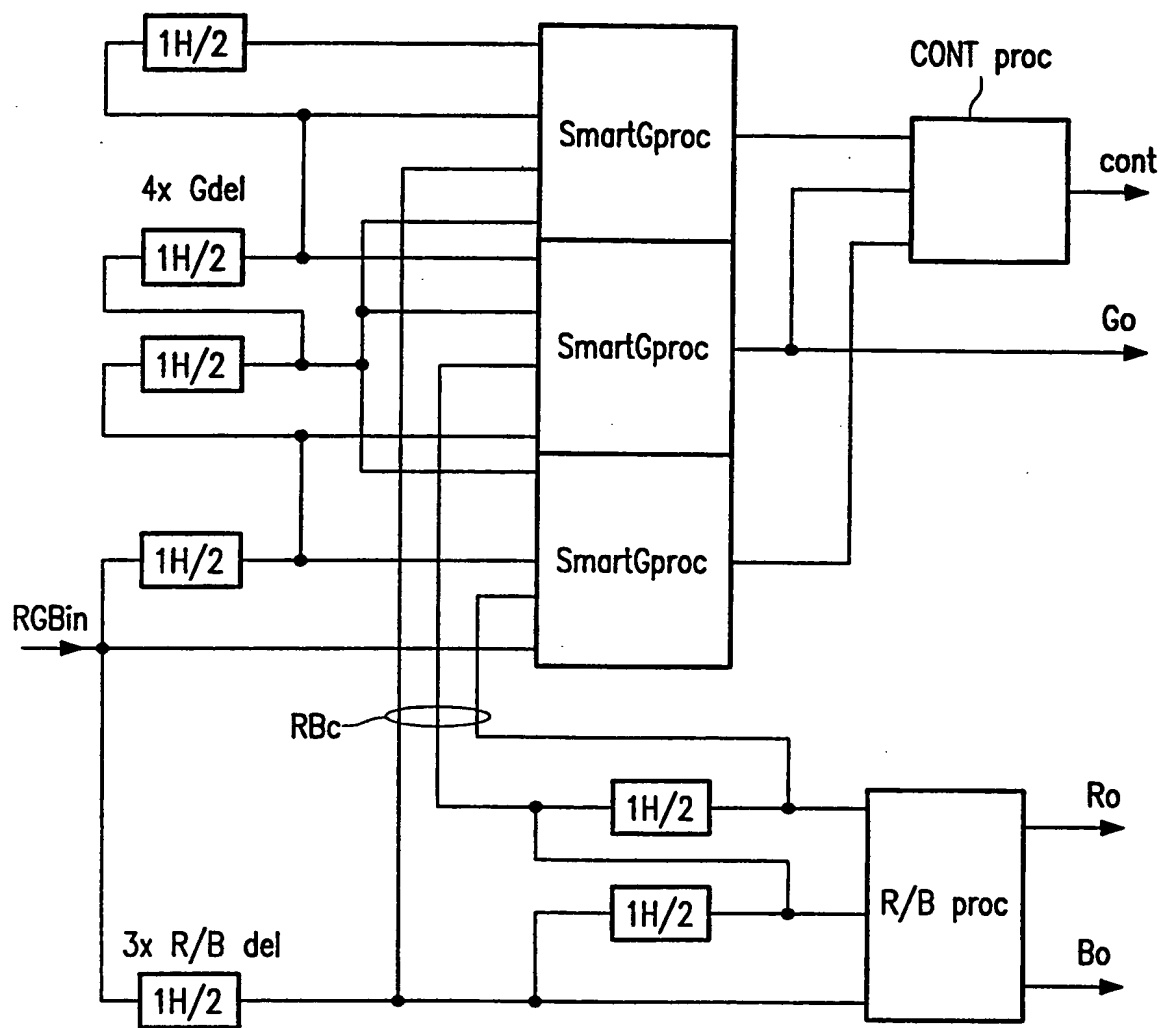 1H/2
CONT proc
SmartGproc
cont
4x Gdel
1H/2
Go
SmartGproc
1H/2
1H/2
SmartGproc
RGBin
RBc
1H/2
Ro
1H/2
R/B proc
3x R/B del
Bo
1H/2